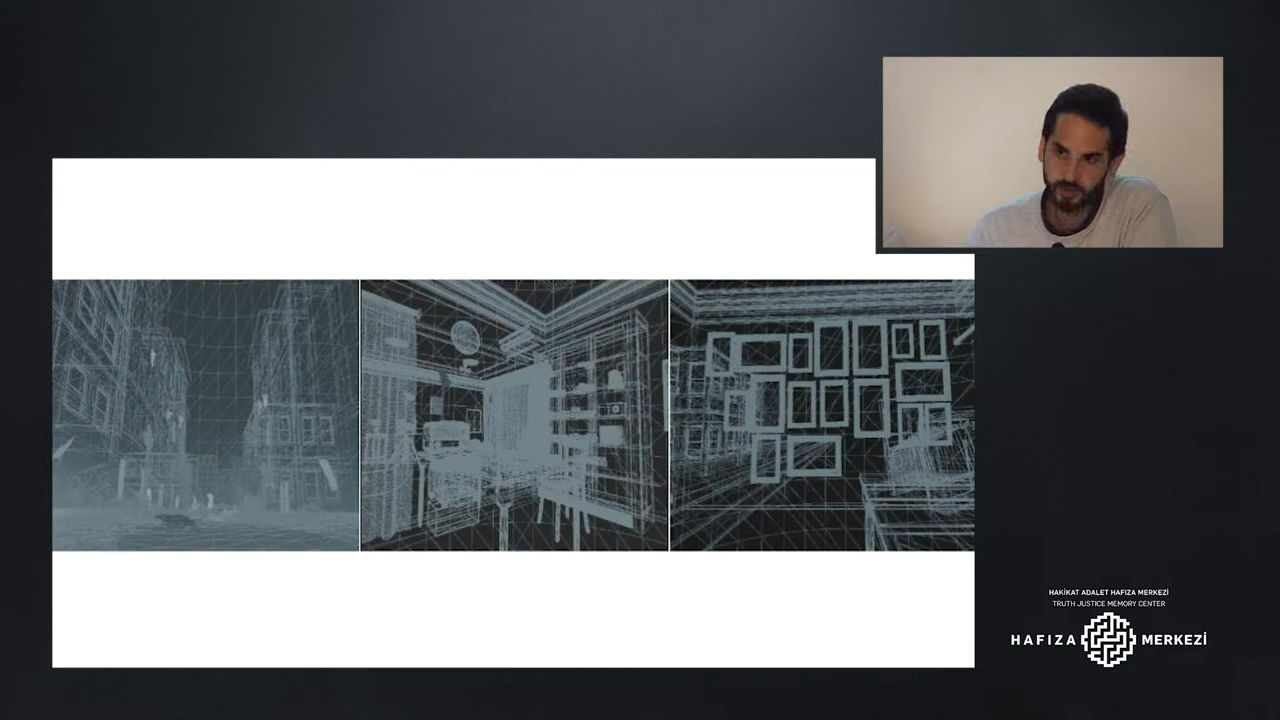 HAKİKAT ADALET HAFIZA MERKEZİ
TRUTH JUSTICE MEMORY CENTER
HAFIZA MERKEZİ